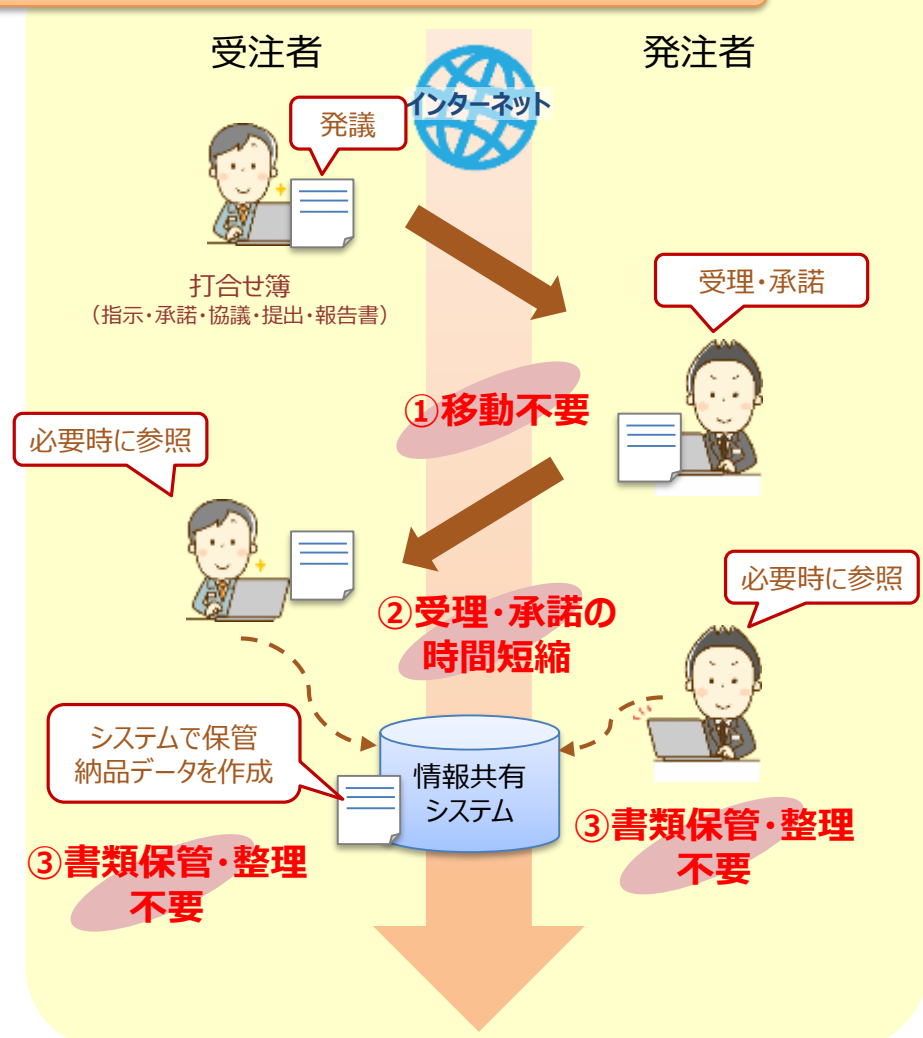 受注者
発注者
インターネット
発議
打合せ簿
（指示・承諾・協議・提出・報告書）
受理・承諾
①移動不要
必要時に参照
②受理・承諾の
時間短縮
必要時に参照
システムで保管
納品データを作成
情報共有
システム
③書類保管・整理
不要
③書類保管・整理
不要